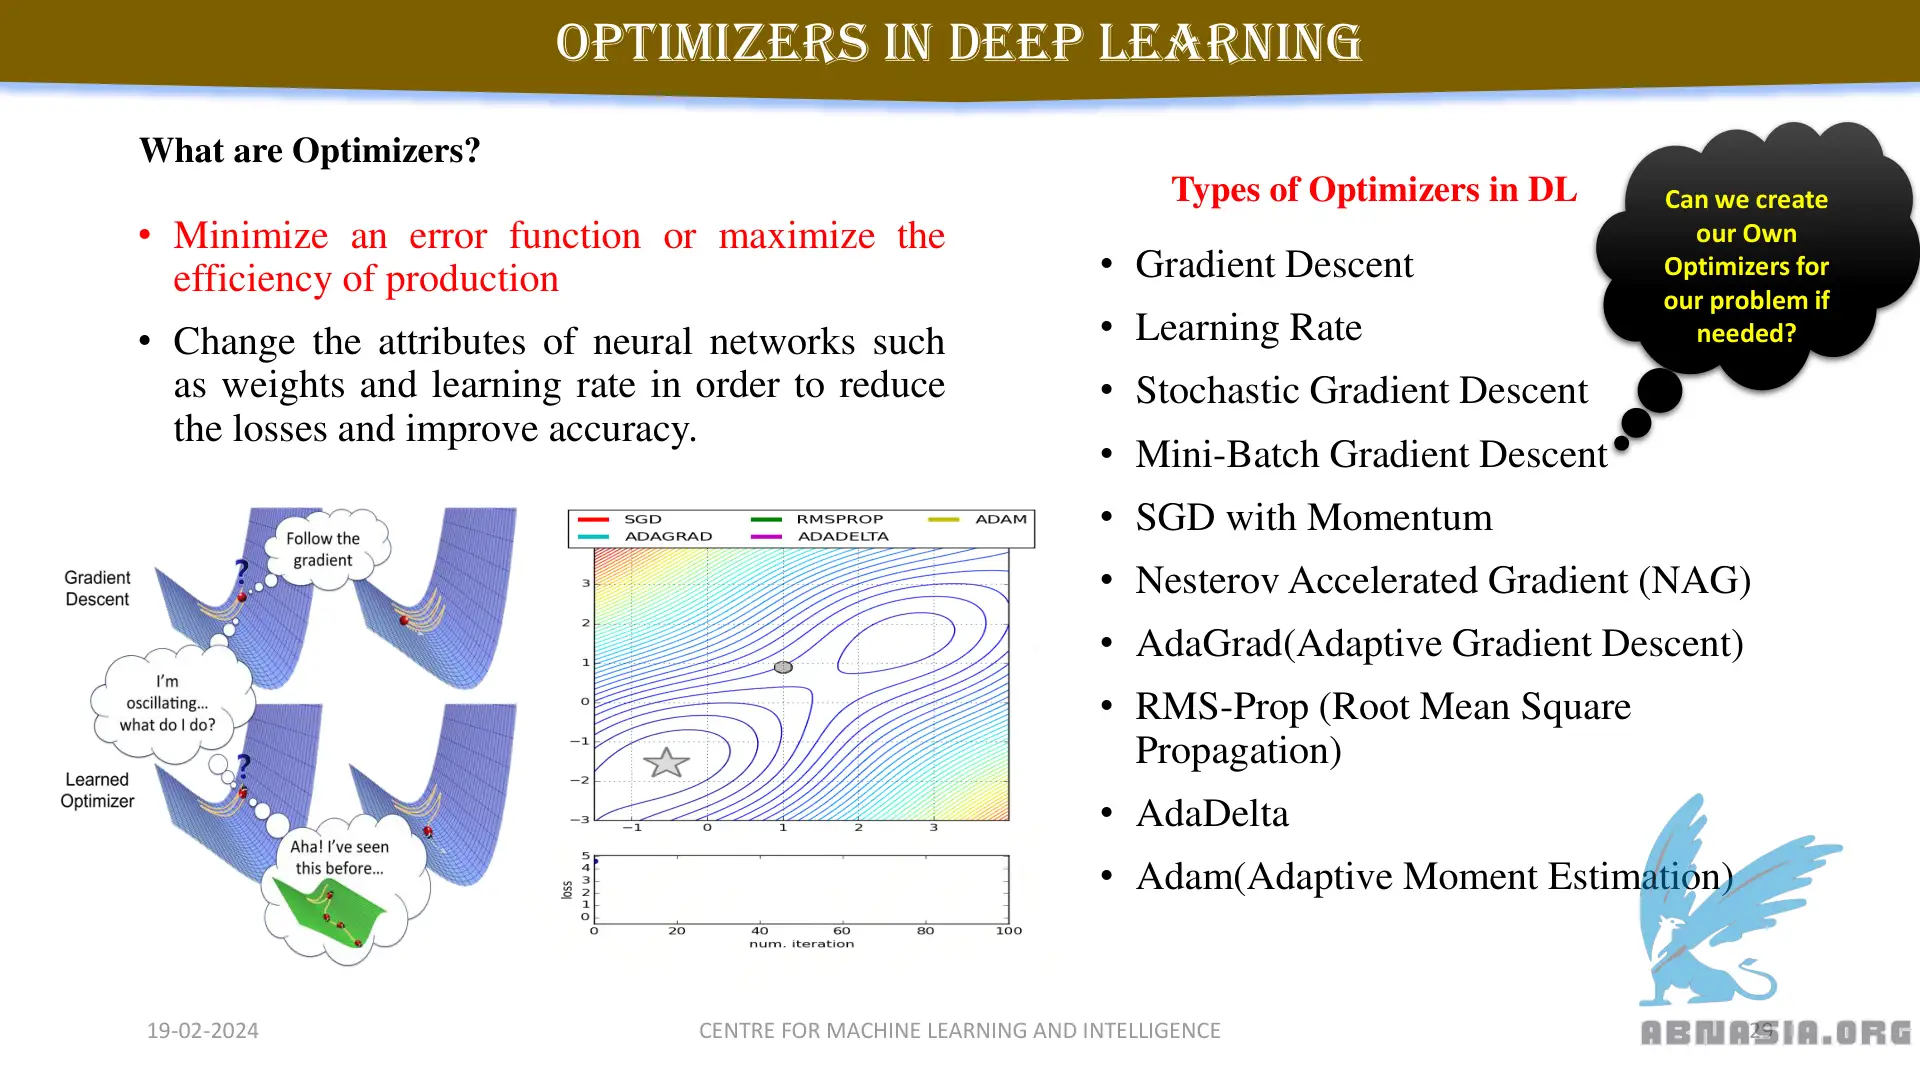 OPTIMIZERS IN DEEP LEARNING
What are Optimizers?
• Minimize an error function or maximize the
efficiency of production
• Change the attributes of neural networks such
as weights and learning rate in order to reduce
the losses and improve accuracy.
Gradient
Descent
Follow the
gradient
?
I'm
oscillating...
what do I do?
Learned
Optimizer
?
Aha! I've seen
this before...
SGD
RMSPROP
ADAM
ADAGRAD
ADADELTA
3
2
1
0
−1
−2
−3
−1
0
1
2
3
5
4
3
2
1
0
loss
0
20
40
60
80
100
num. iteration
Types of Optimizers in DL
• Gradient Descent
• Learning Rate
• Stochastic Gradient Descent
• Mini-Batch Gradient Descent
• SGD with Momentum
• Nesterov Accelerated Gradient (NAG)
• AdaGrad(Adaptive Gradient Descent)
• RMS-Prop (Root Mean Square
Propagation)
• AdaDelta
• Adam(Adaptive Moment Estimation)
Can we create
our Own
Optimizers for
our problem if
needed?
19-02-2024
CENTRE FOR MACHINE LEARNING AND INTELLIGENCE
29
ABNASIA.ORG